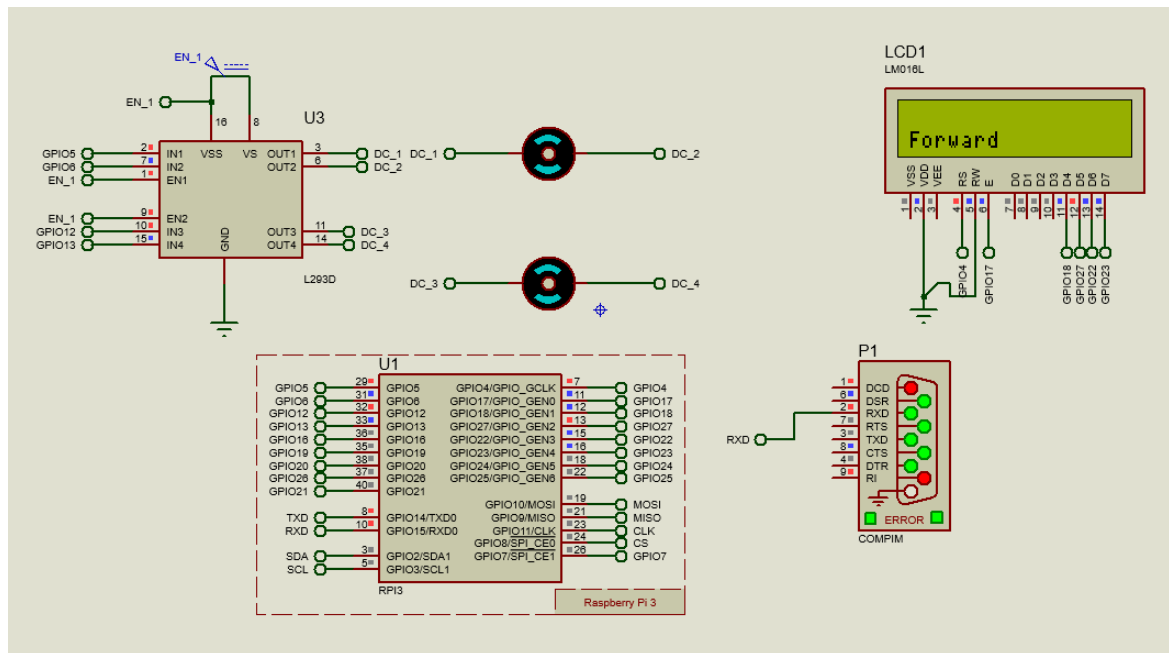 EN_1
EN_1
16
8
U3
GPIO5 2 IN1 VSS VS OUT1 3 DC_1
GPIO6 7 IN2 OUT2 6 DC_2
EN_1 1 EN1
EN_1 9 EN2
GPIO12 10 IN3 OUT3 11 DC_3
GPIO13 15 IN4 OUT4 14 DC_4
GND
L293D
DC_1 DC_2
DC_3 DC_4
LCD1
LM016L
Forward
VSS VDD VEE RS RW E D0 D1 D2 D3 D4 D5 D6 D7
1 2 3 4 5 6 7 8 9 10 11 12 13 14
GPIO4 GPIO17 GPIO18 GPIO27 GPIO22 GPIO23
U1
GPIO5 29 GPIO5 GPIO4/GPIO_GCLK 7 GPIO4
GPIO6 31 GPIO6 GPIO17/GPIO_GEN0 11 GPIO17
GPIO12 32 GPIO12 GPIO18/GPIO_GEN1 12 GPIO18
GPIO13 33 GPIO13 GPIO27/GPIO_GEN2 13 GPIO27
GPIO16 36 GPIO16 GPIO22/GPIO_GEN3 15 GPIO22
GPIO19 35 GPIO19 GPIO23/GPIO_GEN4 16 GPIO23
GPIO20 38 GPIO20 GPIO24/GPIO_GEN5 18 GPIO24
GPIO26 37 GPIO26 GPIO25/GPIO_GEN6 22 GPIO25
GPIO21 40 GPIO21
GPIO10/MOSI 19 MOSI
TXD 8 GPIO14/TXD0 GPIO9/MISO 21 MISO
RXD 10 GPIO15/RXD0 GPIO11/CLK 23 CLK
GPIO8/SPI_CE0 24 CS
SDA 3 GPIO2/SDA1 GPIO7/SPI_CE1 26 GPIO7
SCL 5 GPIO3/SCL1
RPI3
Raspberry Pi 3
P1
1 DCD
6 DSR
RXD 2 RXD
7 RTS
3 TXD
8 CTS
4 DTR
9 RI
ERROR
COMPIM